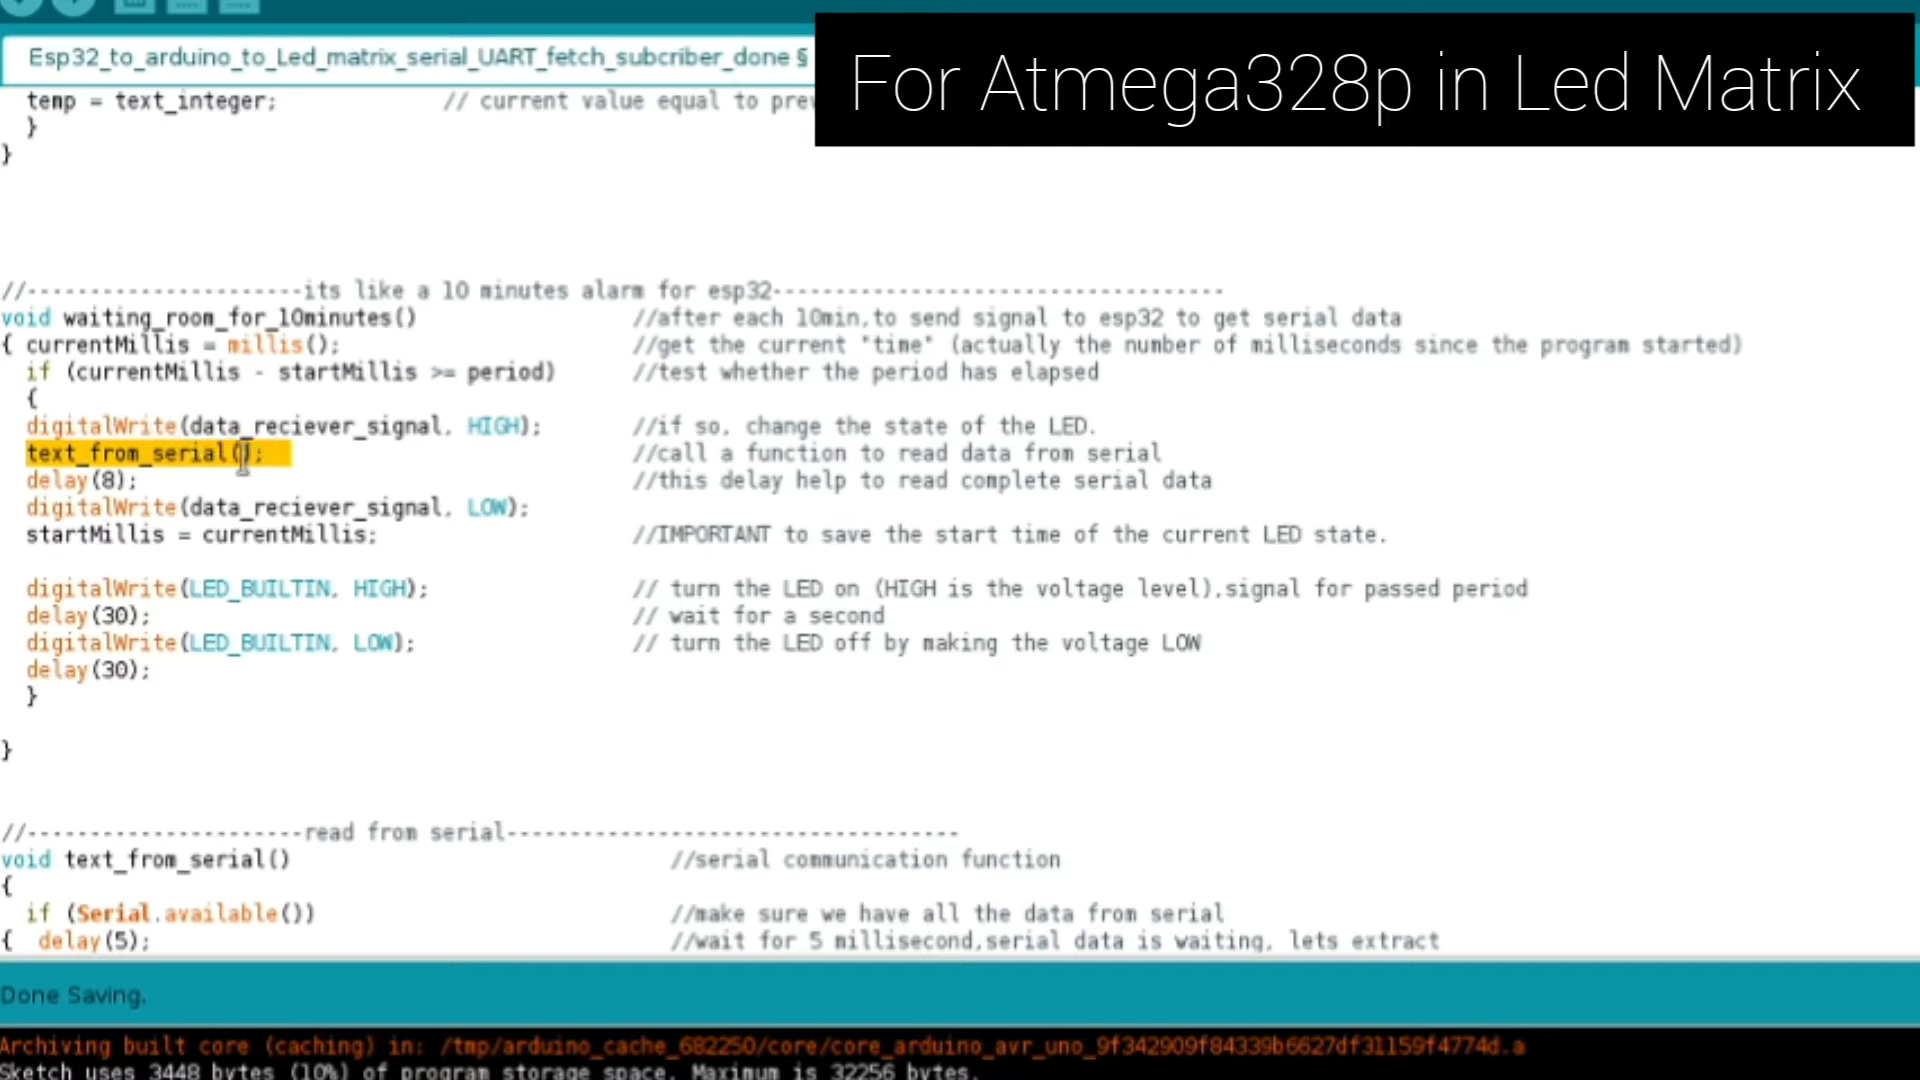 Esp32_to_arduino_to_Led_matrix_serial_UART_fetch_subcriber_done §
For Atmega328p in Led Matrix
temp = text_integer; // current value equal to
}
}
//----------------------its like a 10 minutes alarm for esp32------------------------------------
void waiting_room_for_10minutes() //after each 10min,to send signal to esp32 to get serial data
{ currentMillis = millis(); //get the current "time" (actually the number of milliseconds since the program started)
if (currentMillis - startMillis >= period) //test whether the period has elapsed
{
digitalWrite(data_reciever_signal, HIGH); //if so, change the state of the LED.
text_from_serial(); //call a function to read data from serial
delay(8); //this delay help to read complete serial data
digitalWrite(data_reciever_signal, LOW);
startMillis = currentMillis; //IMPORTANT to save the start time of the current LED state.
digitalWrite(LED_BUILTIN, HIGH); // turn the LED on (HIGH is the voltage level),signal for passed period
delay(30); // wait for a second
digitalWrite(LED_BUILTIN, LOW); // turn the LED off by making the voltage LOW
delay(30);
}
}
//----------------------read from serial------------------------------------
void text_from_serial() //serial communication function
{
if (Serial.available()) //make sure we have all the data from serial
{ delay(5); //wait for 5 millisecond,serial data is waiting, lets extract
Done Saving.
Archiving built core (caching) in: /tmp/arduino_cache_682250/core/core_arduino_avr_uno_9f342909f84339b6627df31159f4774d.a
Sketch uses 3448 bytes (10%) of program storage space. Maximum is 32256 bytes.